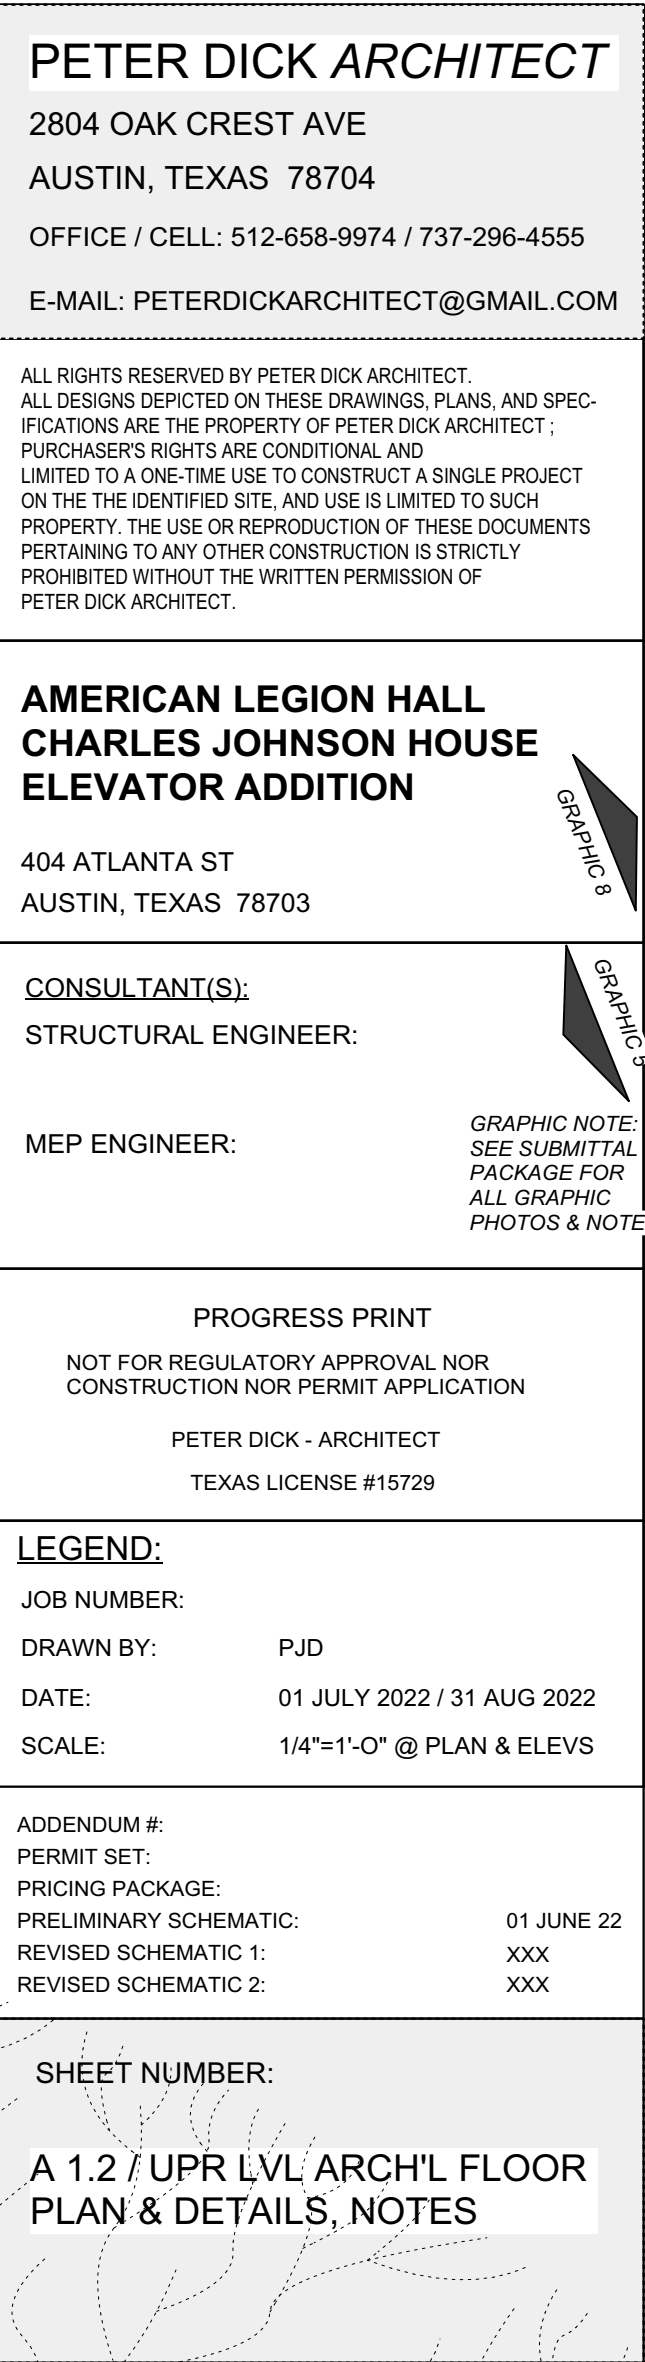 PETER DICK ARCHITECT
2804 OAK CREST AVE
AUSTIN, TEXAS 78704
OFFICE / CELL: 512-658-9974 / 737-296-4555
E-MAIL: PETERDICKARCHITECT@GMAIL.COM
ALL RIGHTS RESERVED BY PETER DICK ARCHITECT.
ALL DESIGNS DEPICTED ON THESE DRAWINGS, PLANS, AND SPEC-
IFICATIONS ARE THE PROPERTY OF PETER DICK ARCHITECT ;
PURCHASER'S RIGHTS ARE CONDITIONAL AND
LIMITED TO A ONE-TIME USE TO CONSTRUCT A SINGLE PROJECT
ON THE THE IDENTIFIED SITE, AND USE IS LIMITED TO SUCH
PROPERTY. THE USE OR REPRODUCTION OF THESE DOCUMENTS
PERTAINING TO ANY OTHER CONSTRUCTION IS STRICTLY
PROHIBITED WITHOUT THE WRITTEN PERMISSION OF
PETER DICK ARCHITECT.
AMERICAN LEGION HALL
CHARLES JOHNSON HOUSE
ELEVATOR ADDITION
GRAPHIC 8
404 ATLANTA ST
AUSTIN, TEXAS 78703
CONSULTANT(S):
STRUCTURAL ENGINEER:
GRAPHIC 5
MEP ENGINEER:
GRAPHIC NOTE:
SEE SUBMITTAL
PACKAGE FOR
ALL GRAPHIC
PHOTOS & NOTE
PROGRESS PRINT
NOT FOR REGULATORY APPROVAL NOR
CONSTRUCTION NOR PERMIT APPLICATION
PETER DICK - ARCHITECT
TEXAS LICENSE #15729
LEGEND:
JOB NUMBER:
DRAWN BY: PJD
DATE: 01 JULY 2022 / 31 AUG 2022
SCALE: 1/4"=1'-O" @ PLAN & ELEVS
ADDENDUM #:
PERMIT SET:
PRICING PACKAGE:
PRELIMINARY SCHEMATIC: 01 JUNE 22
REVISED SCHEMATIC 1: XXX
REVISED SCHEMATIC 2: XXX
SHEET NUMBER:
A 1.2 / UPR LVL ARCH'L FLOOR
PLAN & DETAILS, NOTES